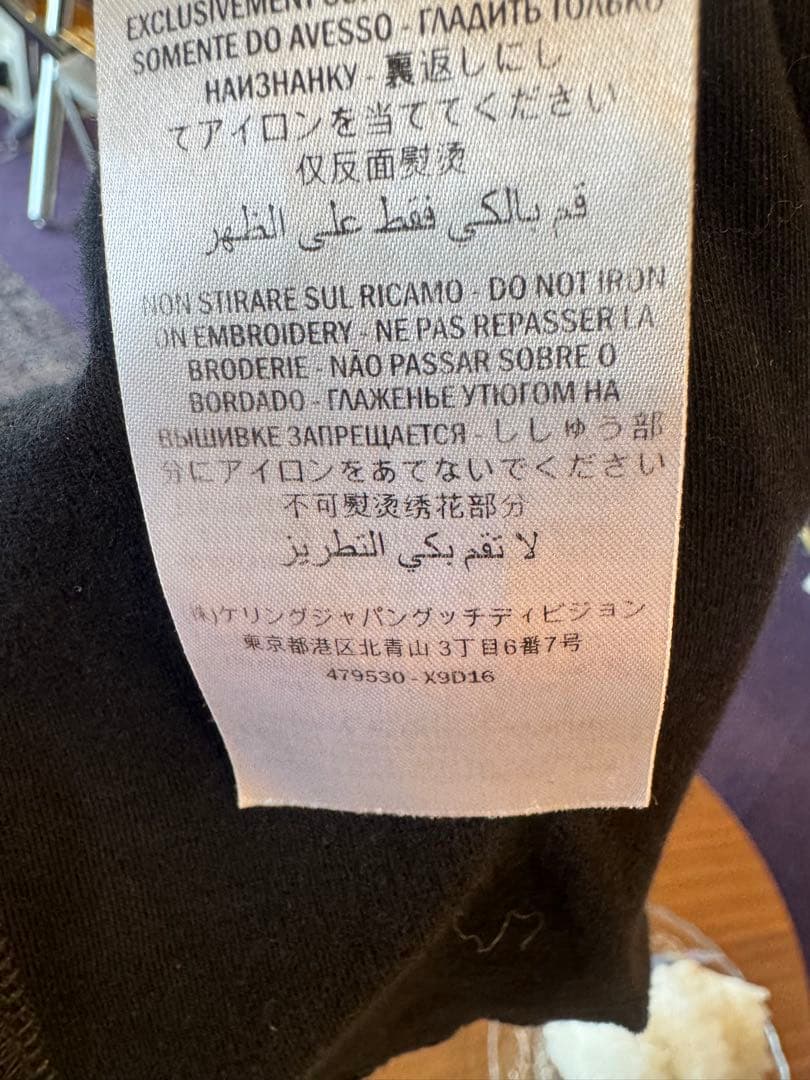 EXCLUSIVEMENT
SOMENTE DO AVESSO - ГЛАДИТЬ ТОЛЬКО
НАИЗНАНКУ - 裏返しにし
てアイロンを当ててください
仅反面熨烫
قم بالكي فقط على الظهر
NON STIRARE SUL RICAMO - DO NOT IRON
ON EMBROIDERY - NE PAS REPASSER LA
BRODERIE - NÃO PASSAR SOBRE O
BORDADO - ГЛАЖЕНЬЕ УТЮГОМ НА
ВЫШИВКЕ ЗАПРЕЩАЕТСЯ - ししゅう部
分にアイロンをあてないでください
不可熨烫绣花部分
لا تقم بكي التطريز
(株)ケリングジャパングッチディビジョン
東京都港区北青山 3丁目6番7号
479530 - X9D16